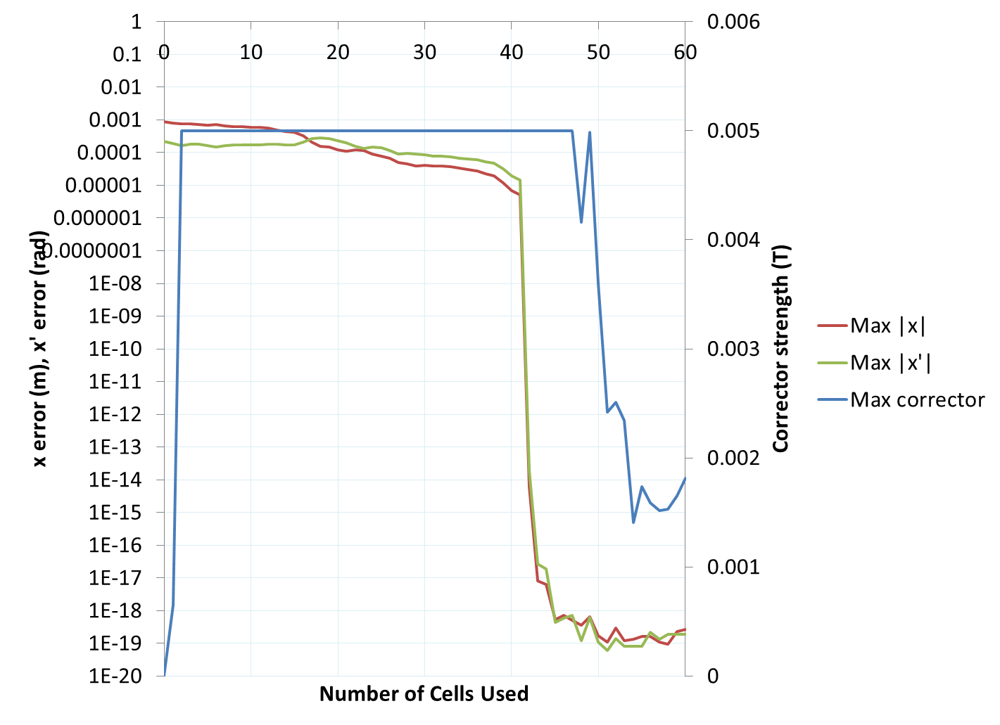 1
0.1
0.01
0.001
0.0001
0.00001
0.000001
0.0000001
1E-08
1E-09
1E-10
1E-11
1E-12
1E-13
1E-14
1E-15
1E-16
1E-17
1E-18
1E-19
1E-20
x error (m), x' error (rad)
0 10 20 30 40 50 60
Number of Cells Used
0.006
0.005
0.004
0.003
0.002
0.001
0
Corrector strength (T)
Max |x|
Max |x'|
Max corrector